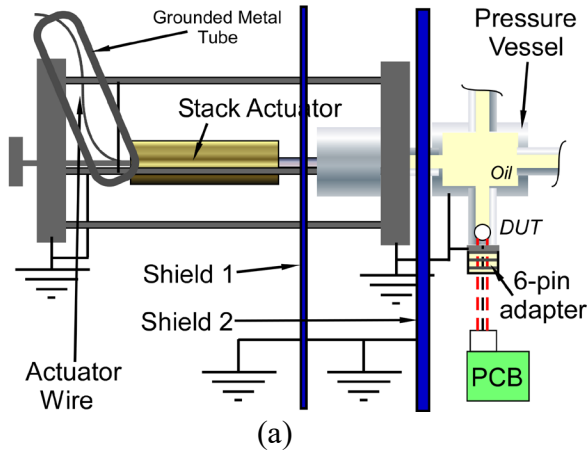 Grounded Metal
Tube
Pressure
Vessel
Stack Actuator
Oil
DUT
Shield 1
6-pin
adapter
Shield 2
Actuator
Wire
PCB
(a)